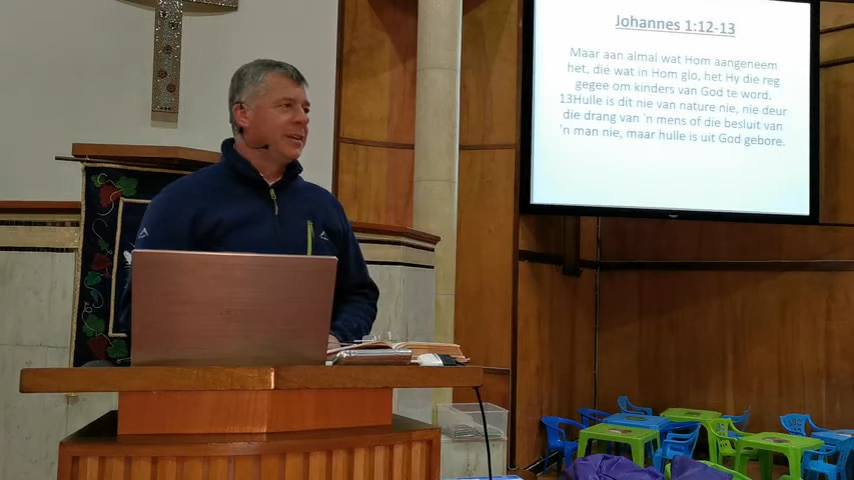 Johannes 1:12-13
Maar aan almal wat Hom aangeneem
het, die wat in Hom glo, het Hy die reg
gegee om kinders van God te word.
13Hulle is dit nie van nature nie, nie deur
die drang van 'n mens of die besluit van
'n man nie, maar hulle is uit God gebore.